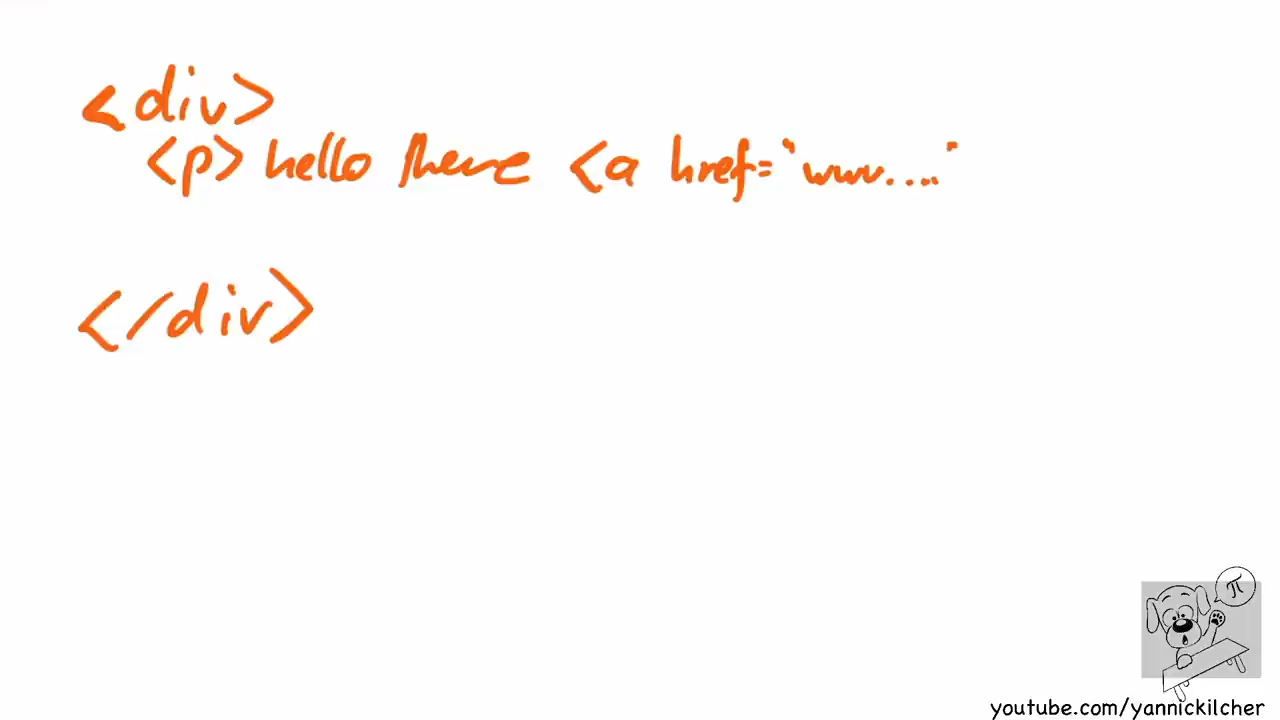 <div>
<p> hello there <a href="www...."
</div>
π
youtube.com/yannickilcher